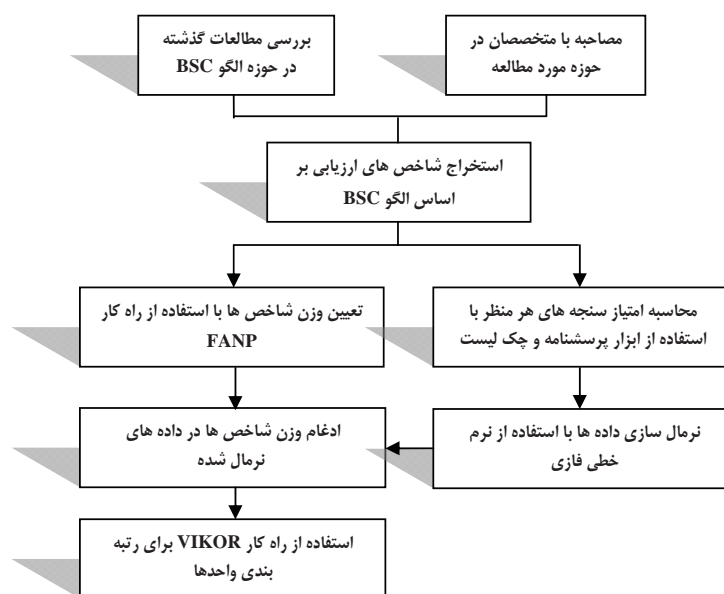 مصاحبه با متخصصان در
حوزه مورد مطالعه
بررسی مطالعات گذشته
در حوزه الگو BSC
استخراج شاخص های ارزیابی بر
اساس الگو BSC
محاسبه امتیاز سنجه های هر منظر با
استفاده از ابزار پرسشنامه و چک لیست
تعیین وزن شاخص ها با استفاده از راه کار
FANP
نرمال سازی داده ها با استفاده از نرم
خطی فازی
ادغام وزن شاخص ها در داده های
نرمال شده
استفاده از راه کار VIKOR برای رتبه
بندی واحدها